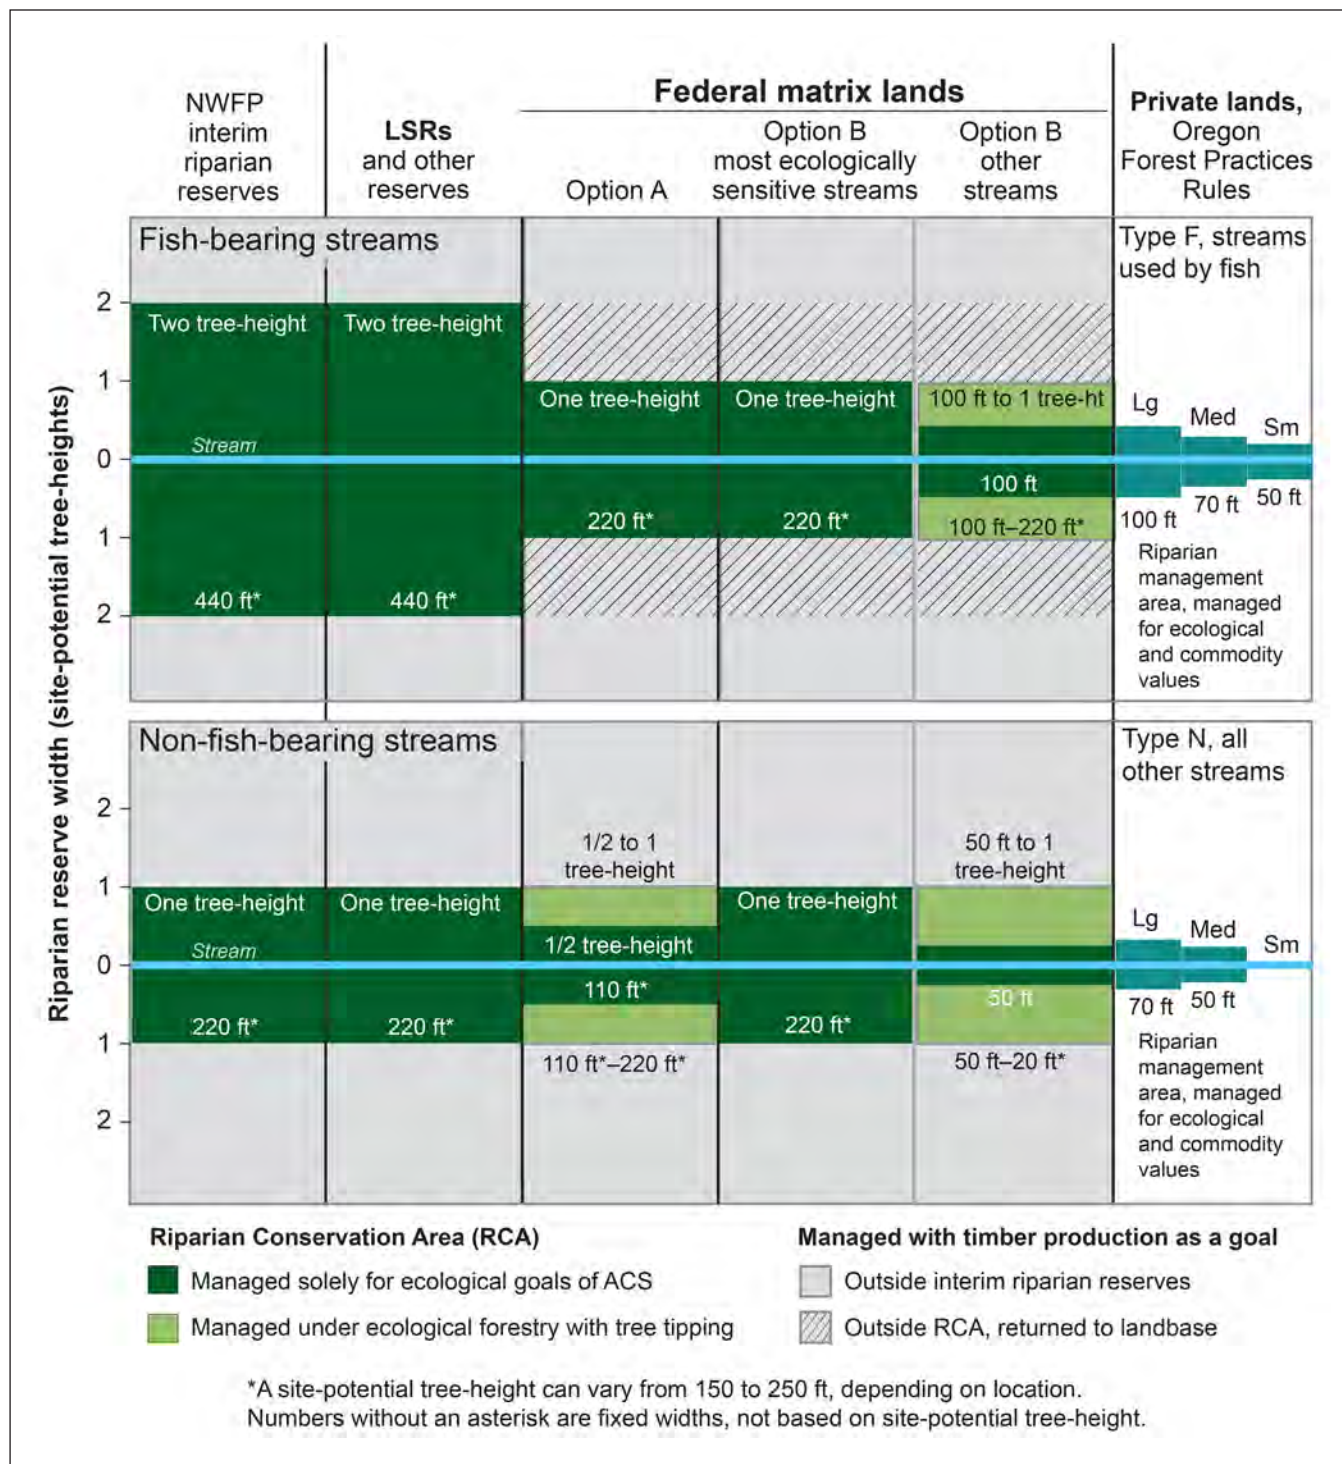 Federal matrix lands
NWFP
interim
riparian
reserves
LSRs
and other
reserves
Option A
Option B
most ecologically
sensitive streams
Option B
other
streams
Private lands,
Oregon
Forest Practices
Rules
Riparian reserve width (site-potential tree-heights)
Fish-bearing streams
Type F, streams
used by fish
2
1
0
1
2
Two tree-height
Two tree-height
One tree-height
One tree-height
100 ft to 1 tree-ht
Lg
Med
Sm
Stream
100 ft
220 ft*
220 ft*
100 ft–220 ft*
100 ft
70 ft
50 ft
440 ft*
440 ft*
Riparian
management
area, managed
for ecological
and commodity
values
Non-fish-bearing streams
Type N, all
other streams
2
1
0
1
2
1/2 to 1
tree-height
50 ft to 1
tree-height
One tree-height
One tree-height
One tree-height
Lg
Med
Sm
Stream
1/2 tree-height
110 ft*
50 ft
220 ft*
220 ft*
220 ft*
70 ft
50 ft
110 ft*–220 ft*
50 ft–20 ft*
Riparian
management
area, managed
for ecological
and commodity
values
Riparian Conservation Area (RCA)
Managed solely for ecological goals of ACS
Managed under ecological forestry with tree tipping
Managed with timber production as a goal
Outside interim riparian reserves
Outside RCA, returned to landbase
*A site-potential tree-height can vary from 150 to 250 ft, depending on location.
Numbers without an asterisk are fixed widths, not based on site-potential tree-height.